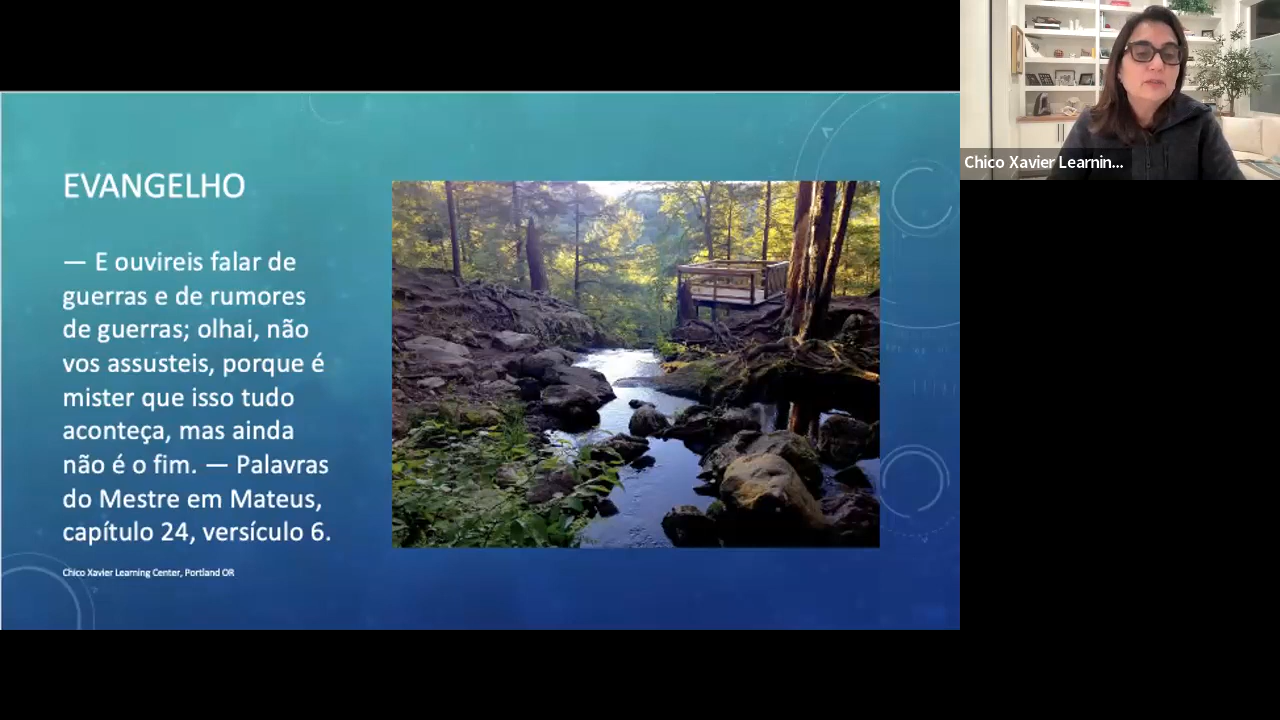 EVANGELHO
— E ouvireis falar de
guerras e de rumores
de guerras; olhai, não
vos assusteis, porque é
mister que isso tudo
aconteça, mas ainda
não é o fim. — Palavras
do Mestre em Mateus,
capítulo 24, versículo 6.
Chico Xavier Learning Center, Portland OR
Chico Xavier Learnin...